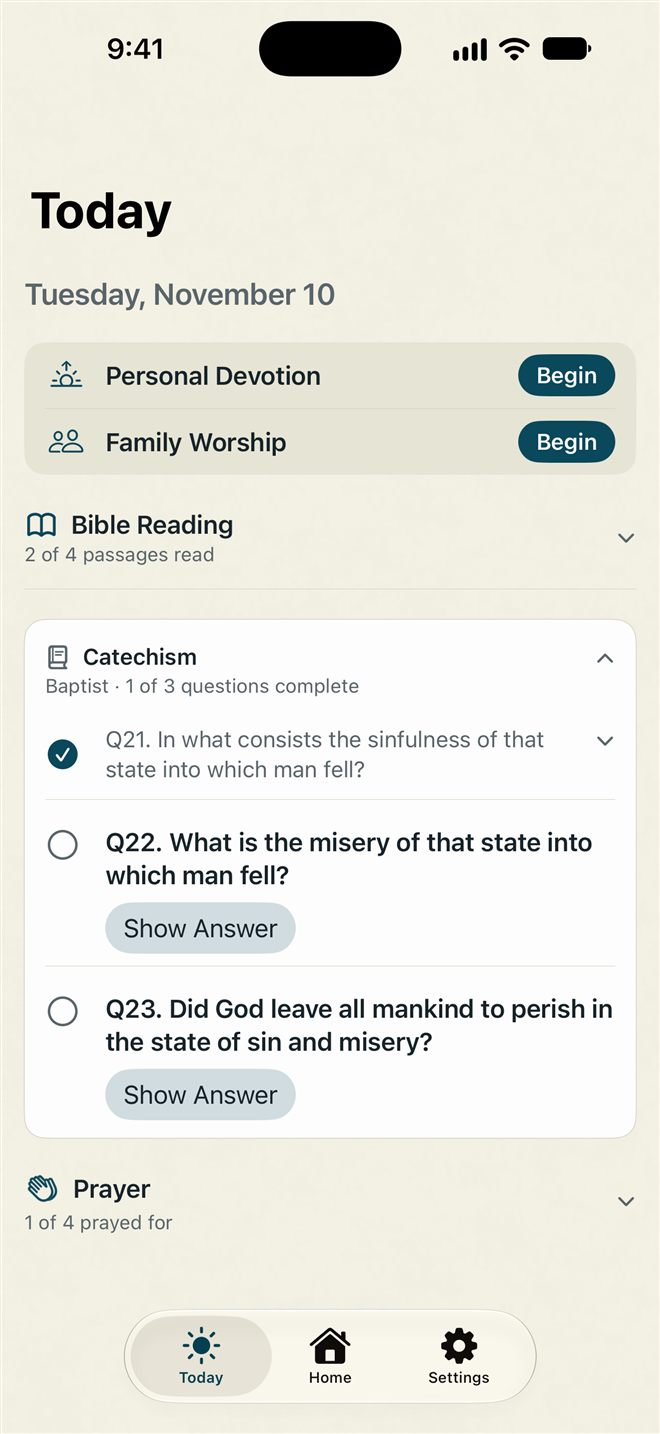 9:41
Today
Tuesday, November 10
Personal Devotion
Begin
Family Worship
Begin
Bible Reading
2 of 4 passages read
Catechism
Baptist · 1 of 3 questions complete
Q21. In what consists the sinfulness of that
state into which man fell?
Q22. What is the misery of that state into
which man fell?
Show Answer
Q23. Did God leave all mankind to perish in
the state of sin and misery?
Show Answer
Prayer
1 of 4 prayed for
Today
Home
Settings